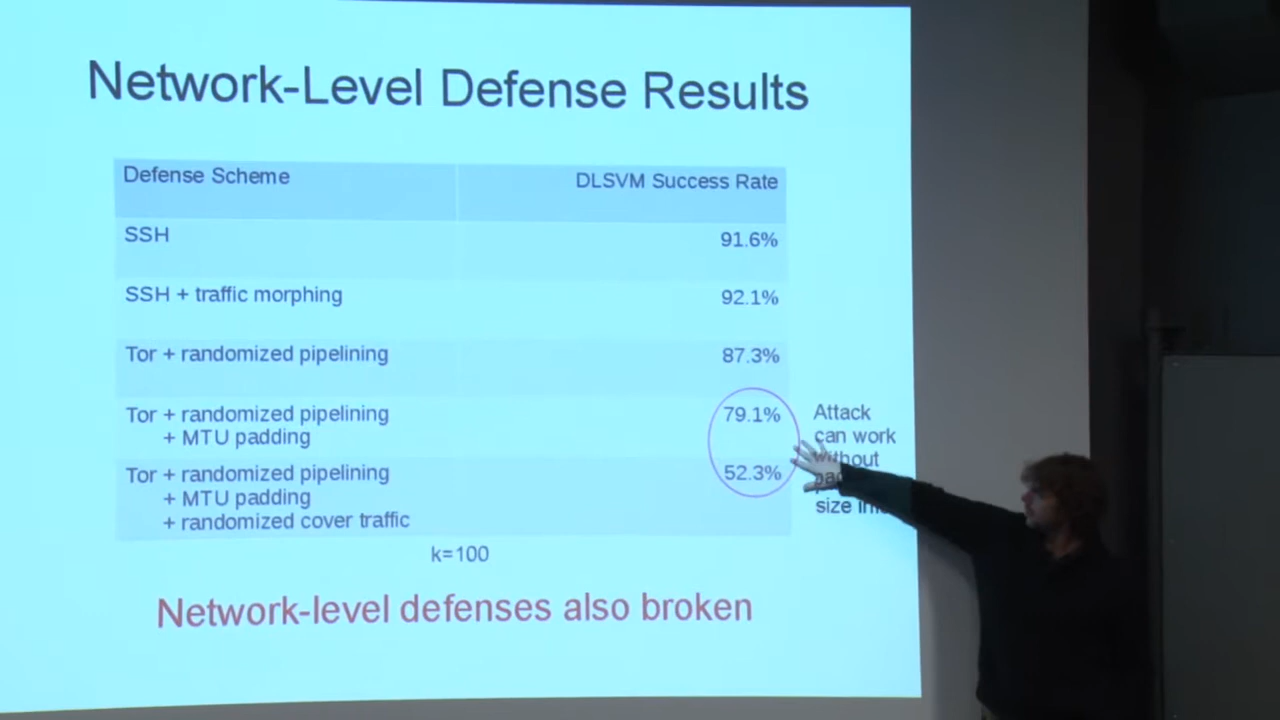 Network-Level Defense Results
Defense Scheme DLSVM Success Rate
SSH 91.6%
SSH + traffic morphing 92.1%
Tor + randomized pipelining 87.3%
Tor + randomized pipelining 79.1%
+ MTU padding
Tor + randomized pipelining 52.3%
+ MTU padding
+ randomized cover traffic
Attack
can work
without
size
k=100
Network-level defenses also broken